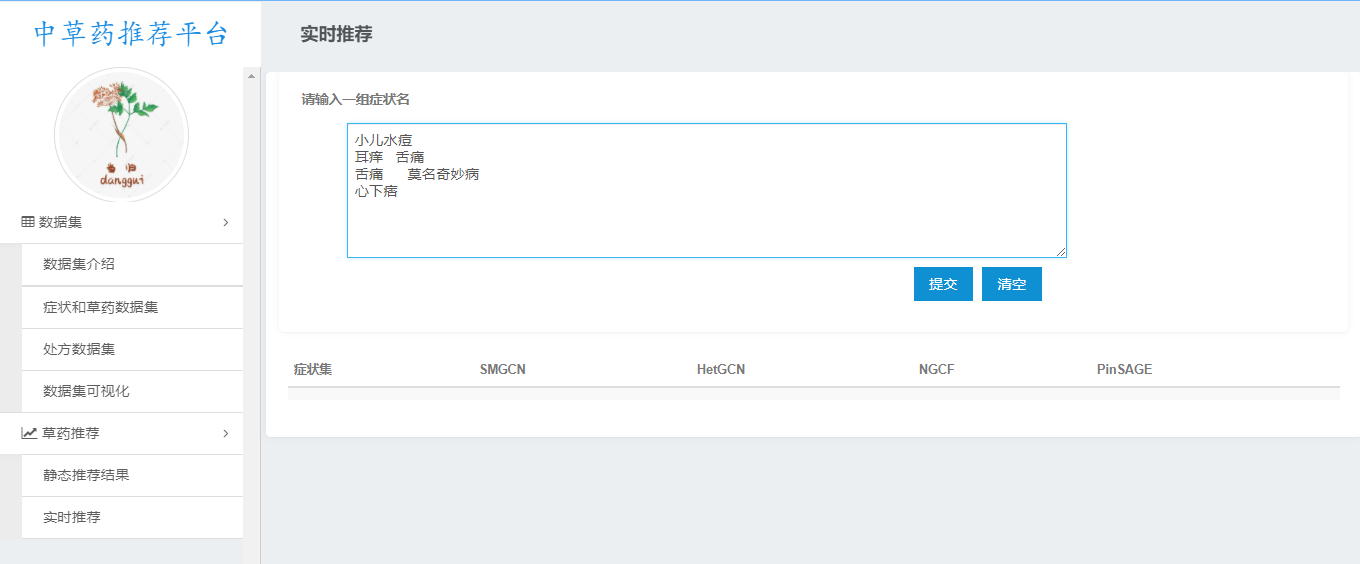 中草药推荐平台
实时推荐
当归
danggui
数据集
数据集介绍
症状和草药数据集
处方数据集
数据集可视化
草药推荐
静态推荐结果
实时推荐
请输入一组症状名
小儿水痘
耳痒 舌痛
舌痛 莫名奇妙病
心下痞
提交 清空
症状集 SMGCN HetGCN NGCF PinSAGE